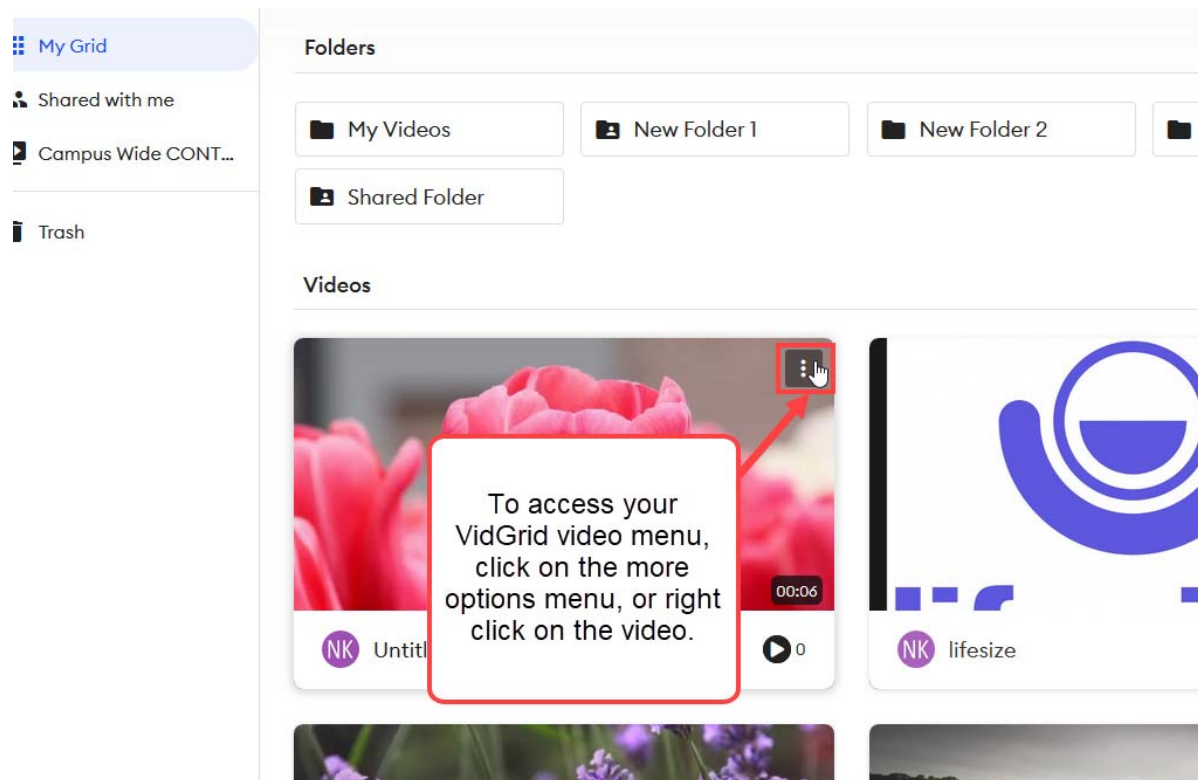 My Grid
Shared with me
Campus Wide CONT...
Trash
Folders
My Videos
New Folder 1
New Folder 2
Shared Folder
Videos
To access your
VidGrid video menu,
click on the more
options menu, or right
click on the video.
00:06
NK Untitl
0
NK lifesize